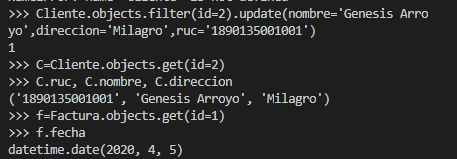 >>> Cliente.objects.filter(id=2).update(nombre='Genesis Arro
yo',direccion='Milagro',ruc='1890135001001')
1
>>> C=Cliente.objects.get(id=2)
>>> C.ruc, C.nombre, C.direccion
('1890135001001', 'Genesis Arroyo', 'Milagro')
>>> f=Factura.objects.get(id=1)
>>> f.fecha
datetime.date(2020, 4, 5)